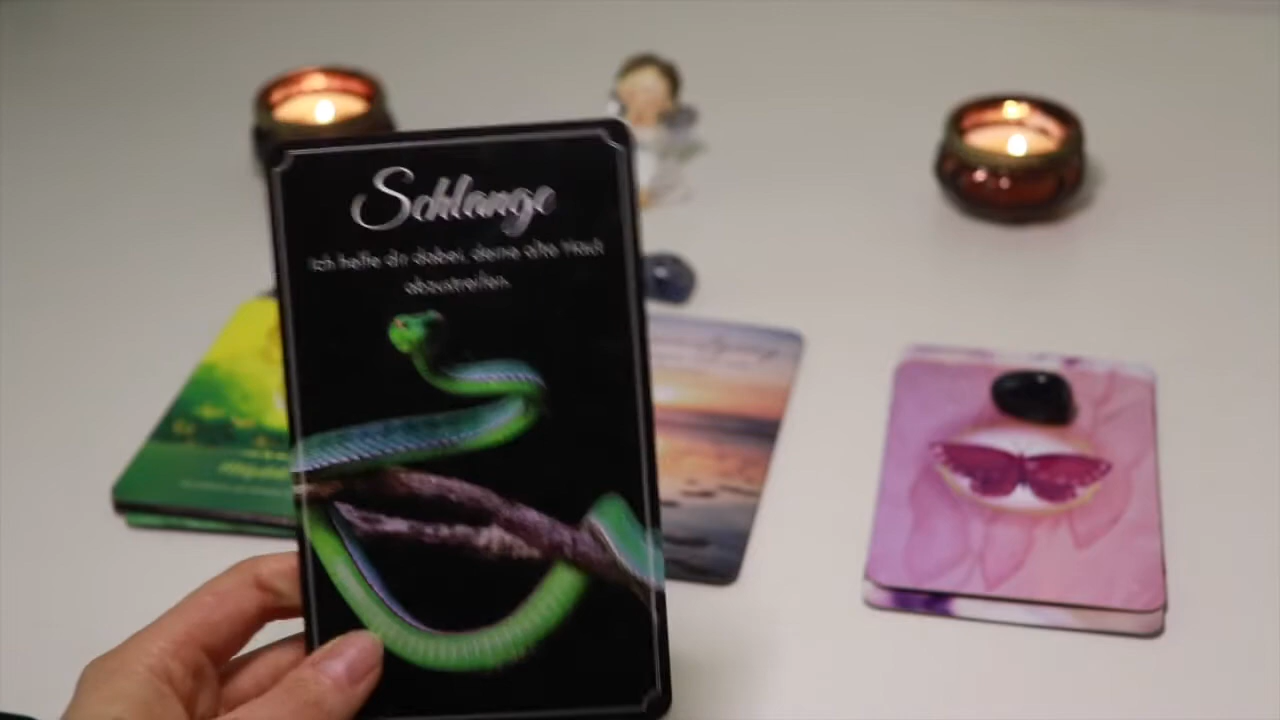 Schlange
Ich helfe dir dabei, deine alte Haut
abzustreifen.